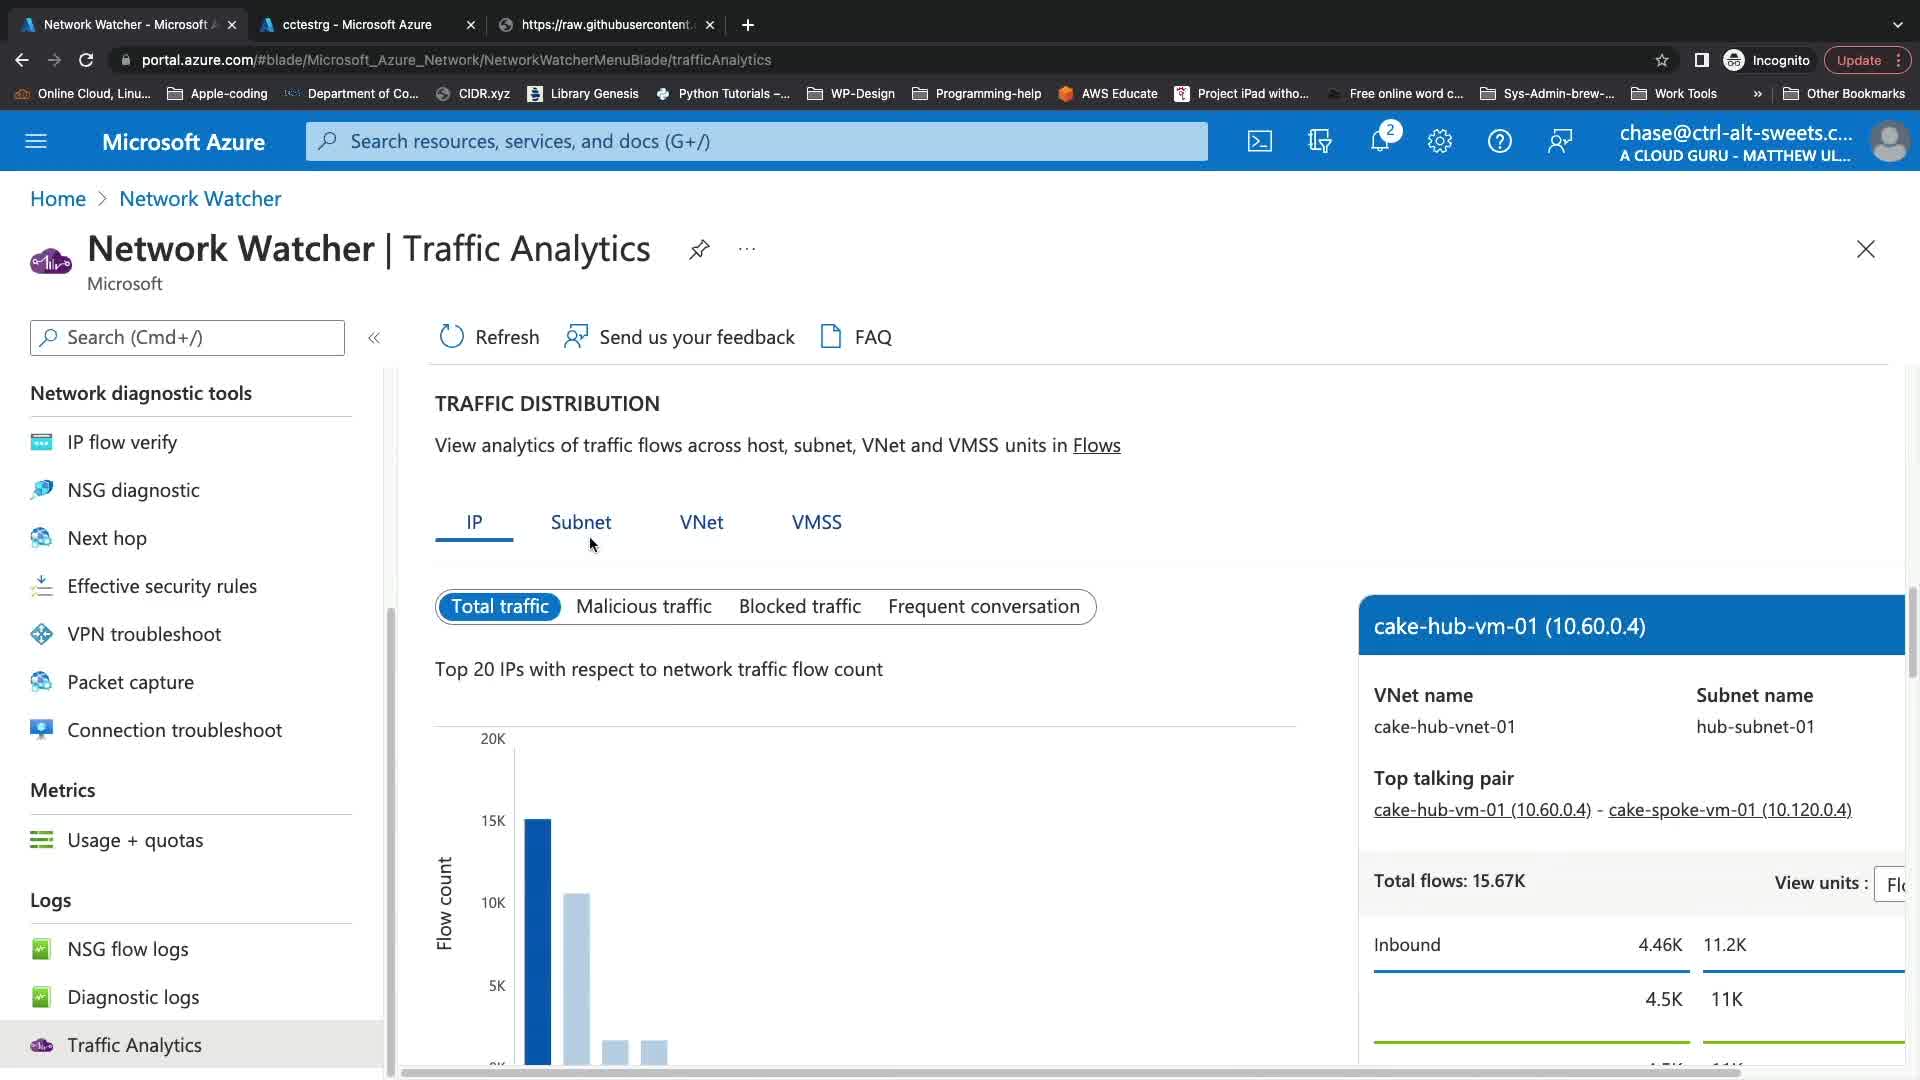 Network Watcher - Microsoft A
cctestrg - Microsoft Azure
https://raw.githubusercontent.
portal.azure.com/#blade/Microsoft_Azure_Network/NetworkWatcherMenuBlade/trafficAnalytics
Incognito
Update
Online Cloud, Linu...
Apple-coding
Department of Co...
CIDR.xyz
Library Genesis
Python Tutorials –...
WP-Design
Programming-help
AWS Educate
Project iPad witho...
Free online word c...
Sys-Admin-brew-...
Work Tools
»
Other Bookmarks
Microsoft Azure
Search resources, services, and docs (G+/)
2
chase@ctrl-alt-sweets.c...
A CLOUD GURU - MATTHEW UL...
Home > Network Watcher
Network Watcher | Traffic Analytics
...
Microsoft
Search (Cmd+/)
«
Refresh
Send us your feedback
FAQ
Network diagnostic tools
IP flow verify
NSG diagnostic
Next hop
Effective security rules
VPN troubleshoot
Packet capture
Connection troubleshoot
Metrics
Usage + quotas
Logs
NSG flow logs
Diagnostic logs
Traffic Analytics
TRAFFIC DISTRIBUTION
View analytics of traffic flows across host, subnet, VNet and VMSS units in Flows
IP
Subnet
VNet
VMSS
Total traffic
Malicious traffic
Blocked traffic
Frequent conversation
Top 20 IPs with respect to network traffic flow count
20K
15K
10K
5K
Flow count
cake-hub-vm-01 (10.60.0.4)
VNet name
Subnet name
cake-hub-vnet-01
hub-subnet-01
Top talking pair
cake-hub-vm-01 (10.60.0.4) - cake-spoke-vm-01 (10.120.0.4)
Total flows: 15.67K
View units :
Flo
Inbound
4.46K
11.2K
4.5K
11K